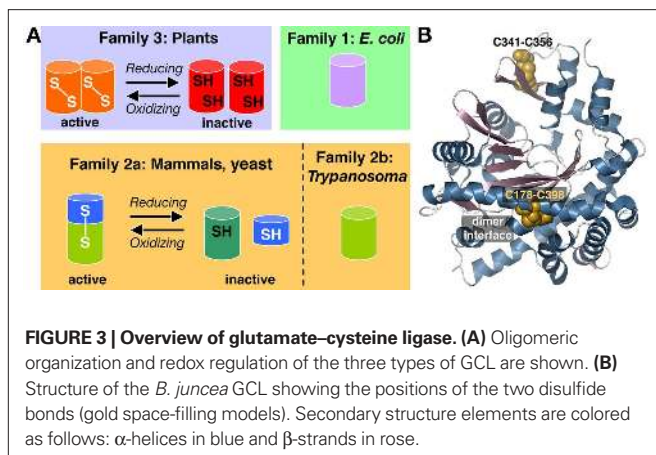 A
Family 3: Plants
Family 1: E. coli
B
C341-C356
S
S
S
S
Reducing
Oxidizing
SH
SH
SH
SH
active
inactive
Family 2a: Mammals, yeast
Family 2b:
Trypanosoma
S
S
Reducing
Oxidizing
SH
SH
active
inactive
C178-C398
dimer
interface
FIGURE 3 | Overview of glutamate–cysteine ligase. (A) Oligomeric
organization and redox regulation of the three types of GCL are shown. (B)
Structure of the B. juncea GCL showing the positions of the two disulfide
bonds (gold space-filling models). Secondary structure elements are colored
as follows: α-helices in blue and β-strands in rose.